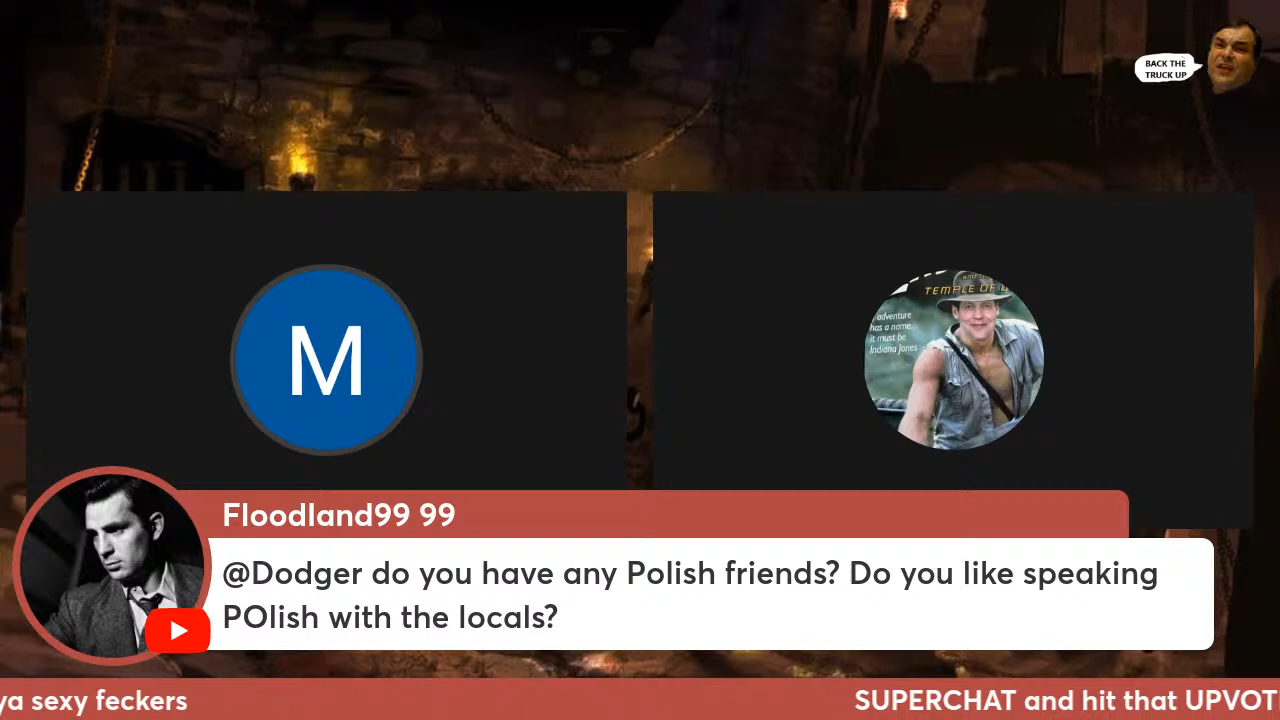 BACK THE
TRUCK UP
M
TEMPLE OF
adventure
has a name..
it must be
Indiana Jones
Floodland99 99
@Dodger do you have any Polish friends? Do you like speaking
POlish with the locals?
ya sexy feckers
SUPERCHAT and hit that UPVOT